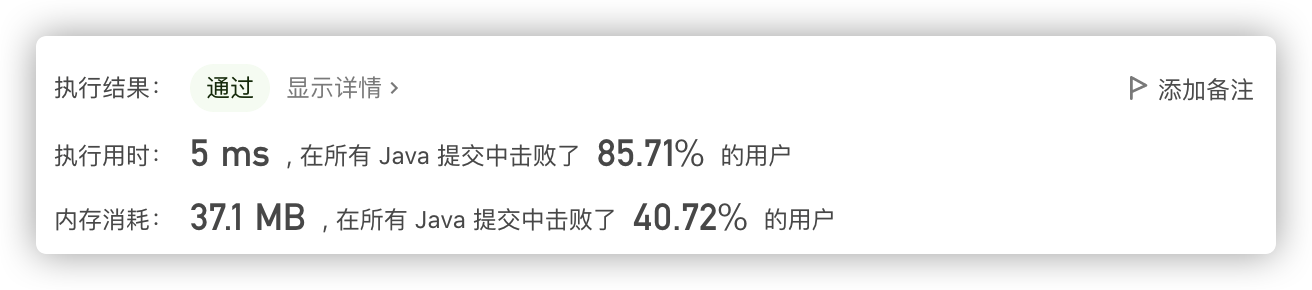 执行结果： 通过 显示详情 › 添加备注
执行用时： 5 ms , 在所有 Java 提交中击败了 85.71% 的用户
内存消耗： 37.1 MB , 在所有 Java 提交中击败了 40.72% 的用户